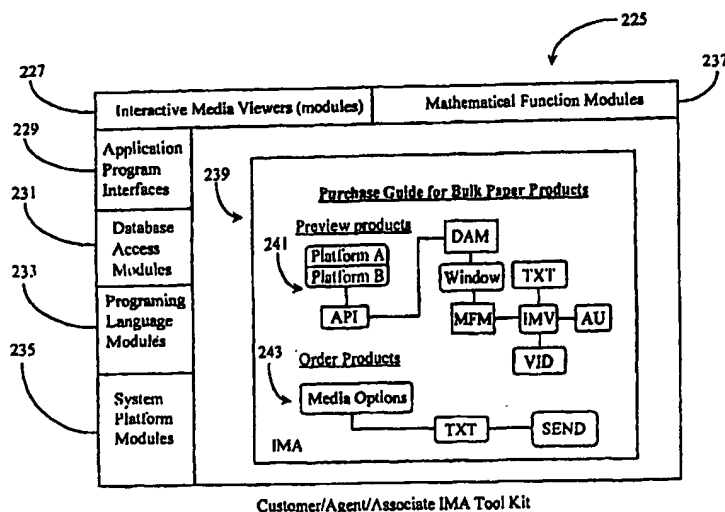 225
227
237
Interactive Media Viewers (modules)
Mathematical Function Modules
229
Application
Program
Interfaces
231
Database
Access
Modules
233
Programing
Language
Modules
235
System
Platform
Modules
239
Purchase Guide for Bulk Paper Products
Preview products
241
Platform A
Platform B
API
DAM
Window
TXT
MFM
IMV
AU
VID
Order Products
243
Media Options
TXT
SEND
IMA
Customer/Agent/Associate IMA Tool Kit